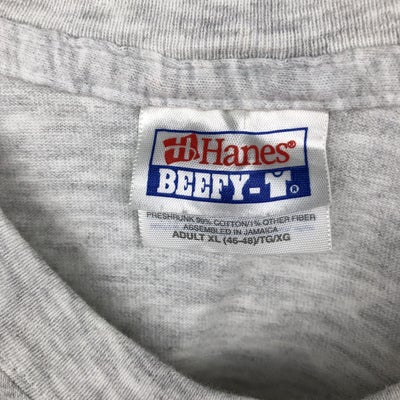 Hanes®
BEEFY-T®
PRESHRUNK 99% COTTON/1% OTHER FIBER
ASSEMBLED IN JAMAICA
ADULT XL (46-48)/TG/XG